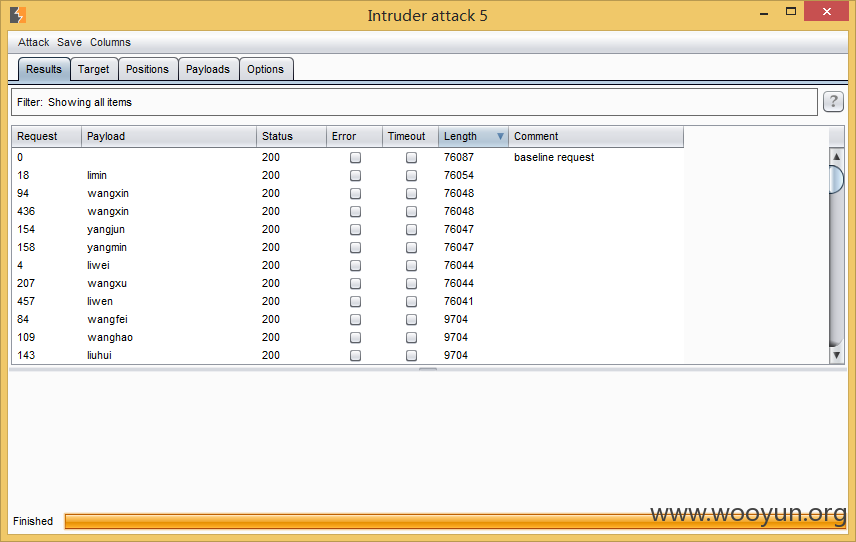 Intruder attack 5
Attack Save Columns
Results Target Positions Payloads Options
Filter: Showing all items ?
Request Payload Status Error Timeout Length Comment
0 200 76087 baseline request
18 limin 200 76054
94 wangxin 200 76048
436 wangxin 200 76048
154 yangjun 200 76047
158 yangmin 200 76047
4 liwei 200 76044
207 wangxu 200 76044
457 liwen 200 76041
84 wangfei 200 9704
109 wanghao 200 9704
143 liuhui 200 9704
Finished
www.wooyun.org